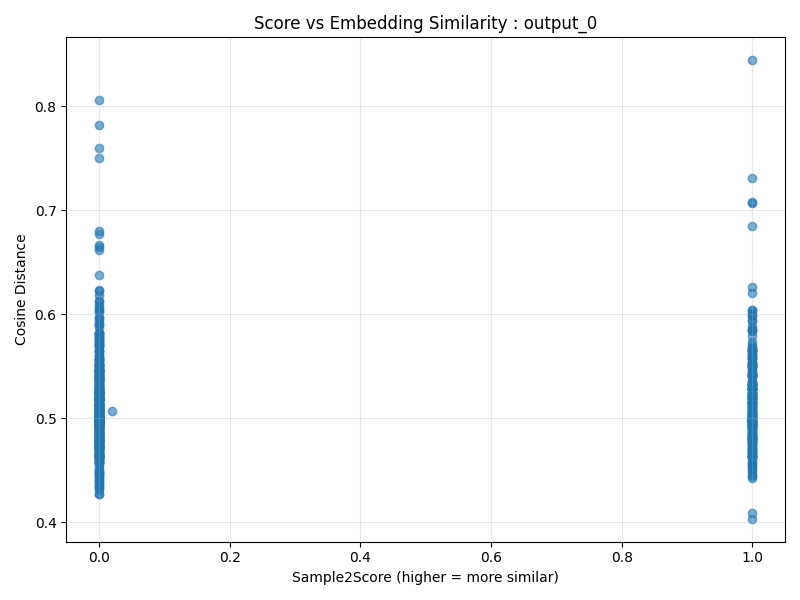 Score vs Embedding Similarity : output_0
Cosine Distance
0.8
0.7
0.6
0.5
0.4
0.0 0.2 0.4 0.6 0.8 1.0
Sample2Score (higher = more similar)